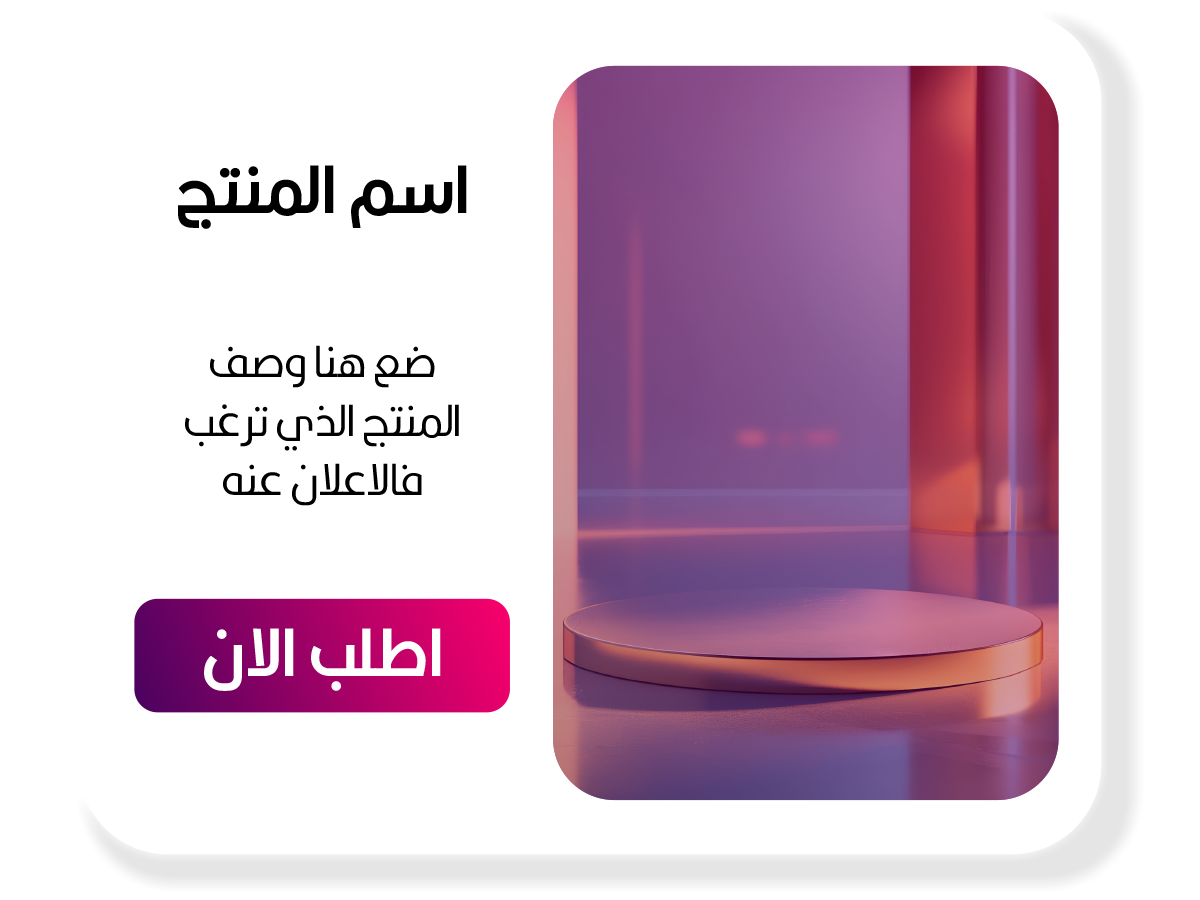 اسم المنتج
ضع هنا وصف
المنتج الذي ترغب
فالاعلان عنه
اطلب الان